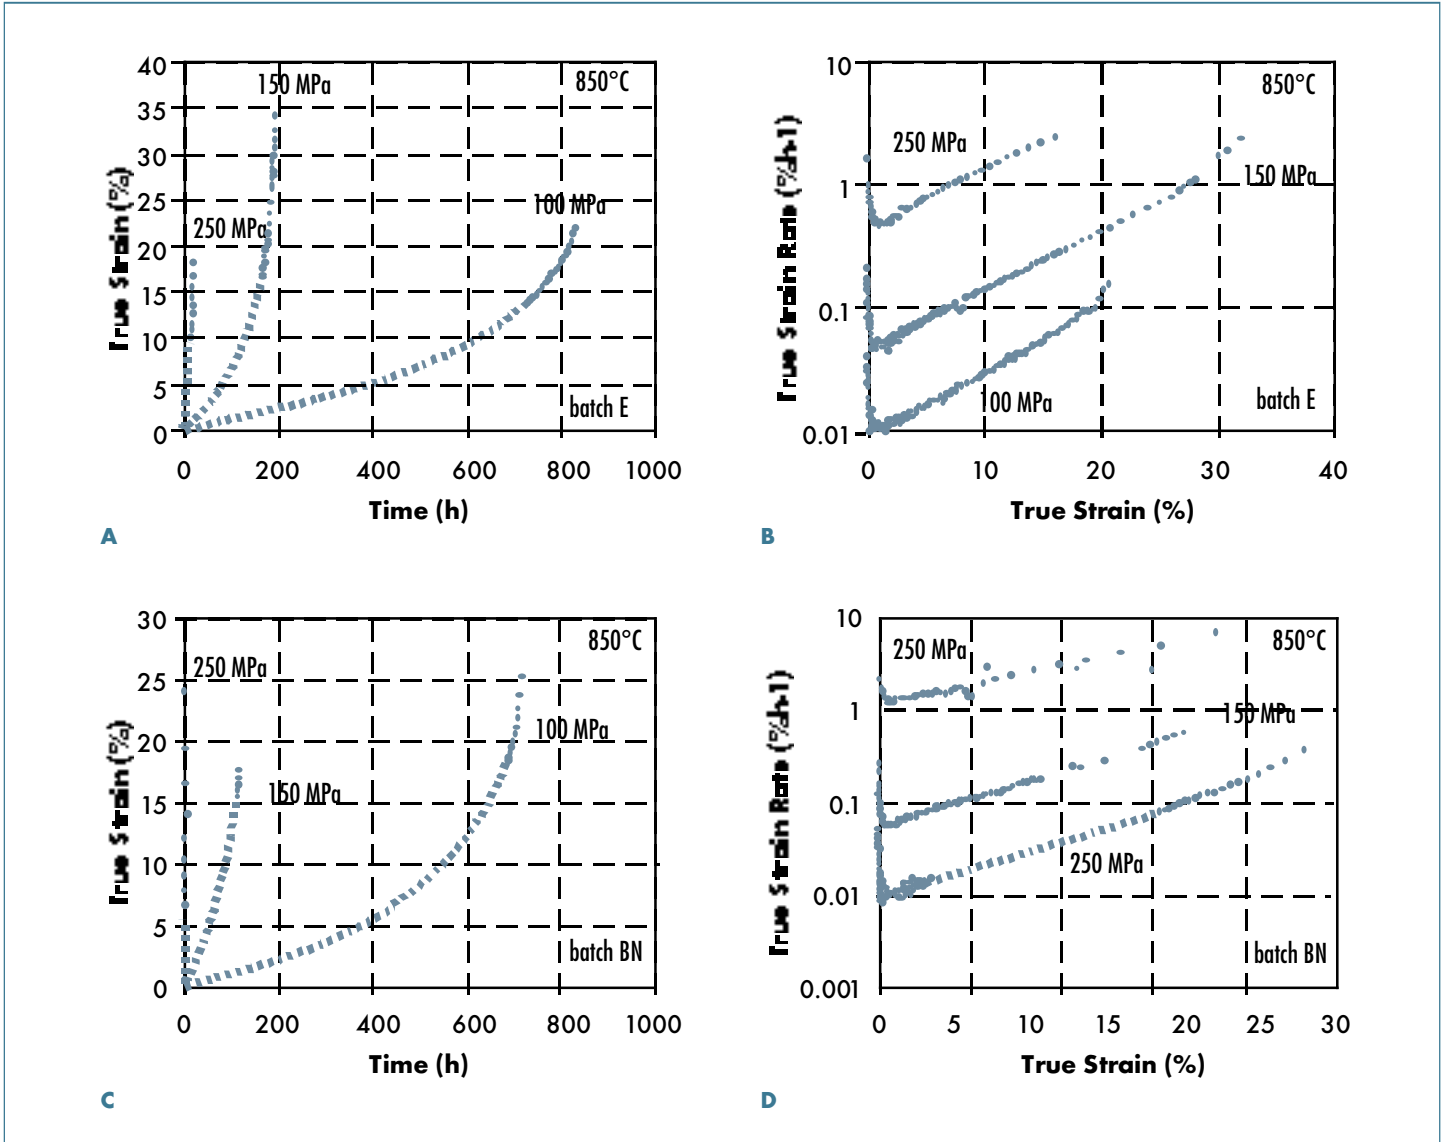 40
35
30
25
20
15
10
5
0
True Strain (%)
150 MPa
850°C
250 MPa
100 MPa
batch E
0 200 400 600 800 1000
Time (h)
A
10
1
0.1
0.01
True Strain Rate (%h-1)
850°C
250 MPa
150 MPa
100 MPa
batch E
0 10 20 30 40
True Strain (%)
B
30
25
20
15
10
5
0
True Strain (%)
850°C
250 MPa
100 MPa
150 MPa
batch BN
0 200 400 600 800 1000
Time (h)
C
10
1
0.1
0.01
0.001
True Strain Rate (%h-1)
850°C
250 MPa
150 MPa
250 MPa
batch BN
0 5 10 15 20 25 30
True Strain (%)
D